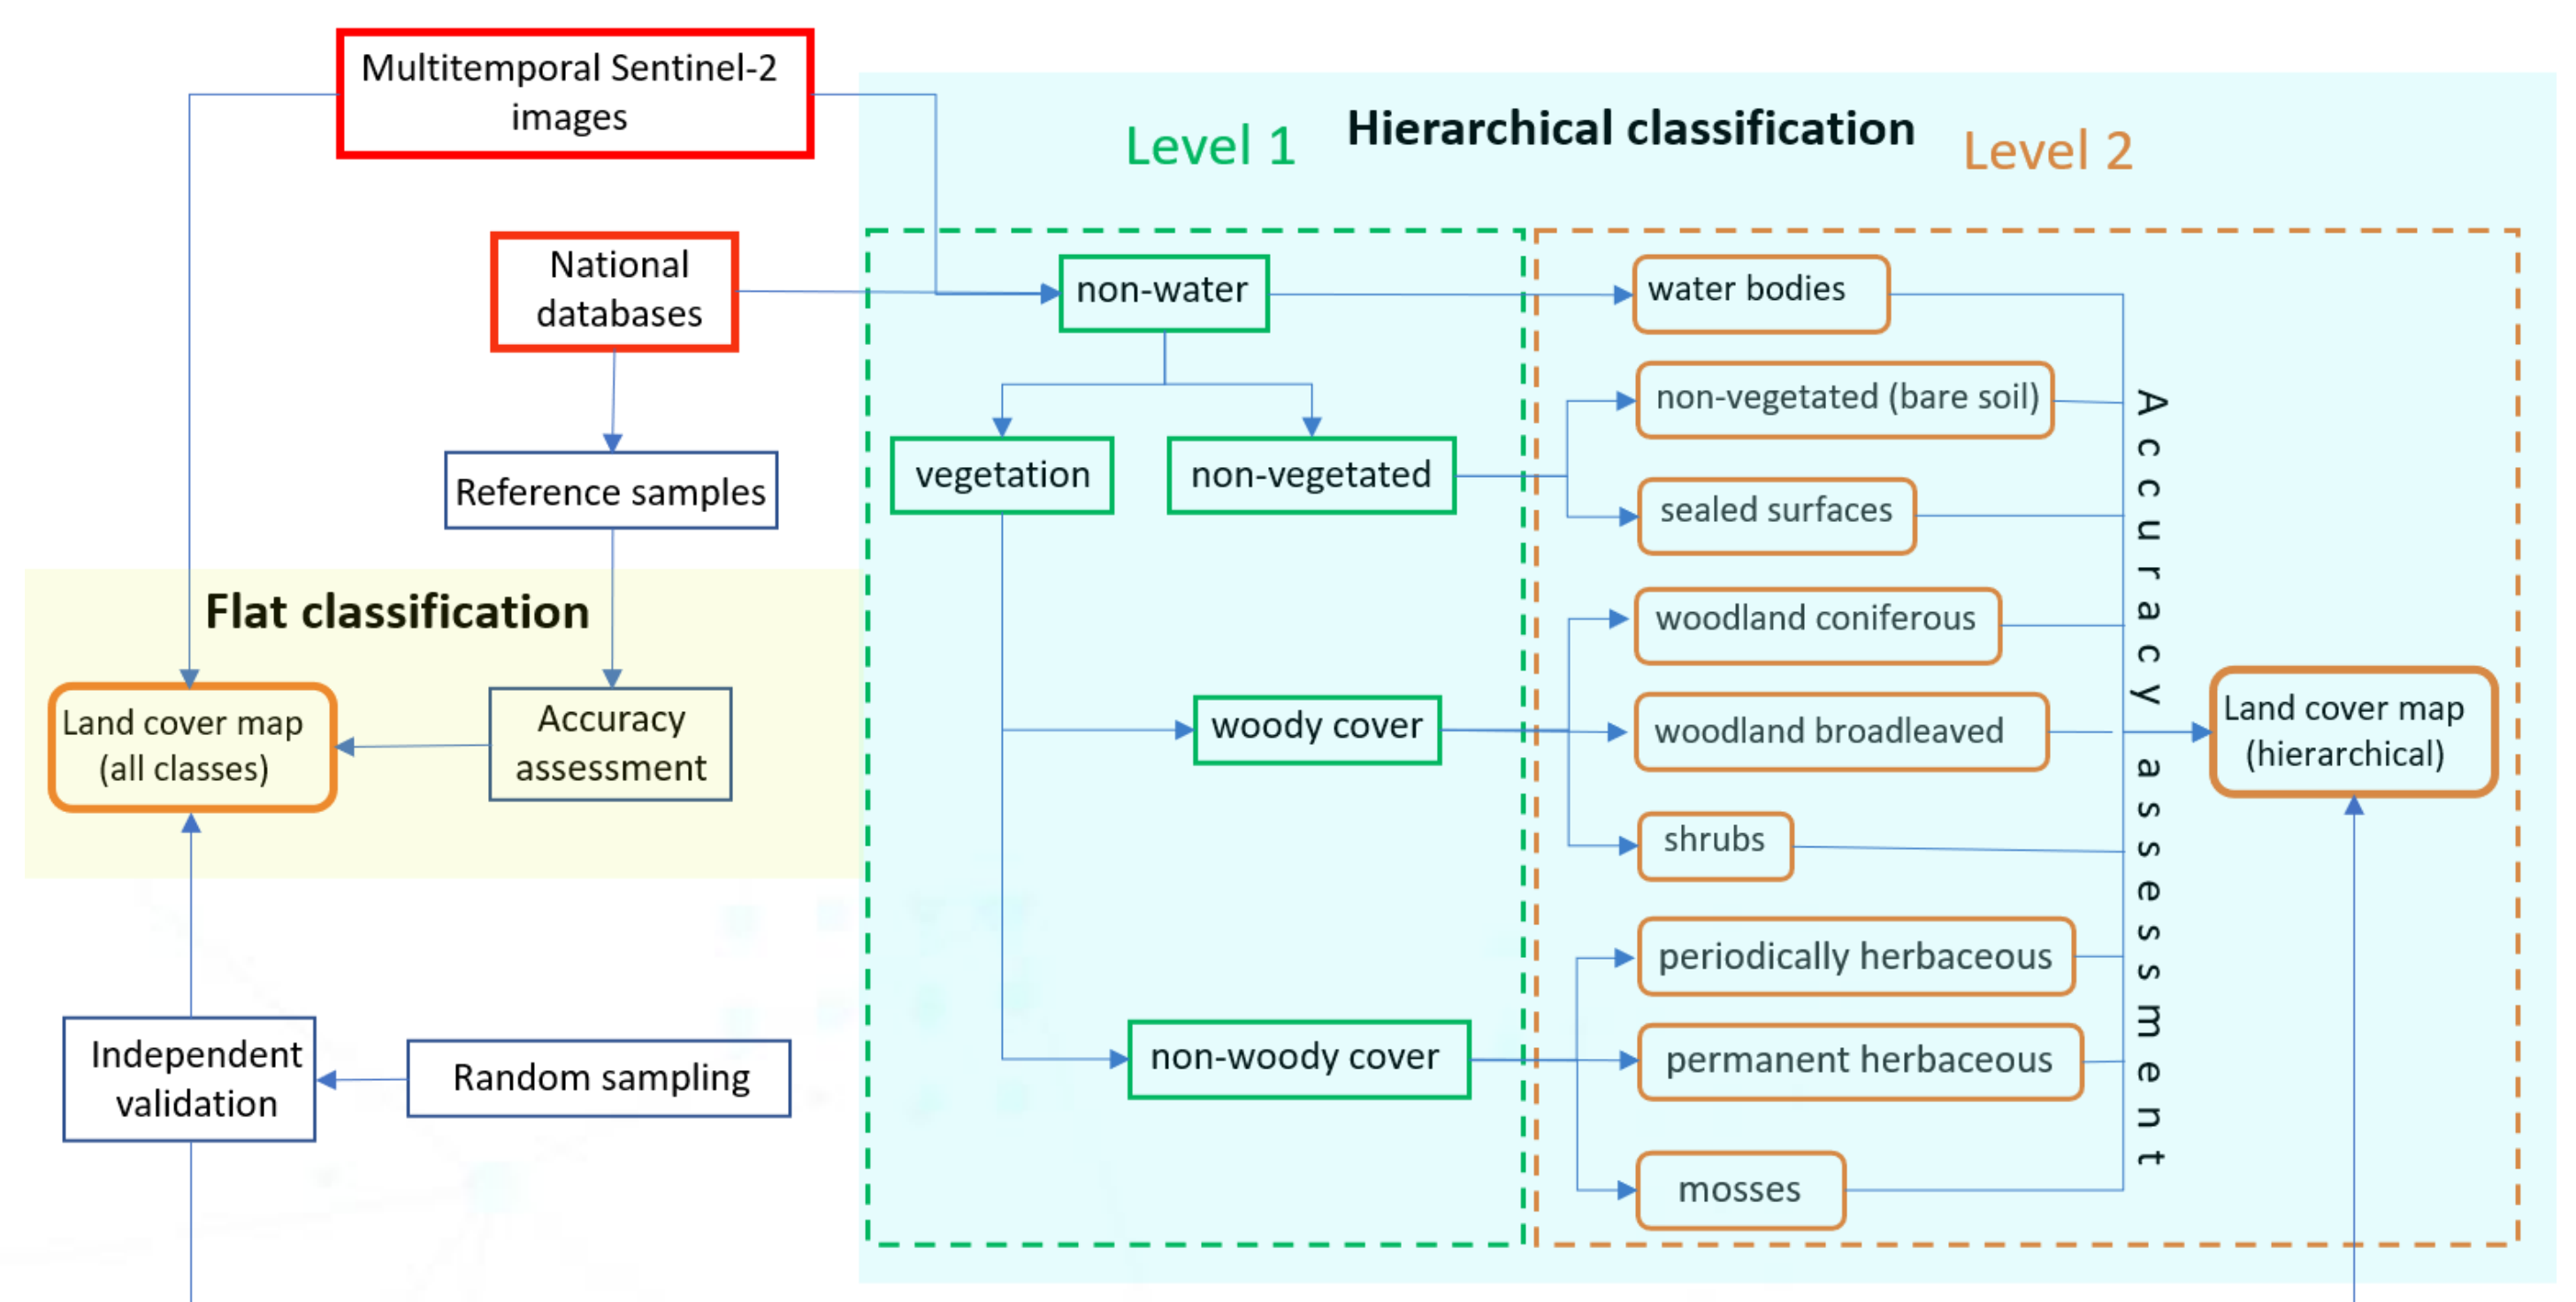 Multitemporal Sentinel-2
images
Hierarchical classification
Level 1
Level 2
National
databases
non-water
water bodies
non-vegetated (bare soil)
Reference samples
vegetation
non-vegetated
sealed surfaces
Flat classification
woodland coniferous
Land cover map
(all classes)
Accuracy
assessment
woody cover
woodland broadleaved
Land cover map
(hierarchical)
shrubs
periodically herbaceous
Independent
validation
Random sampling
non-woody cover
permanent herbaceous
mosses
Accuracy assessment